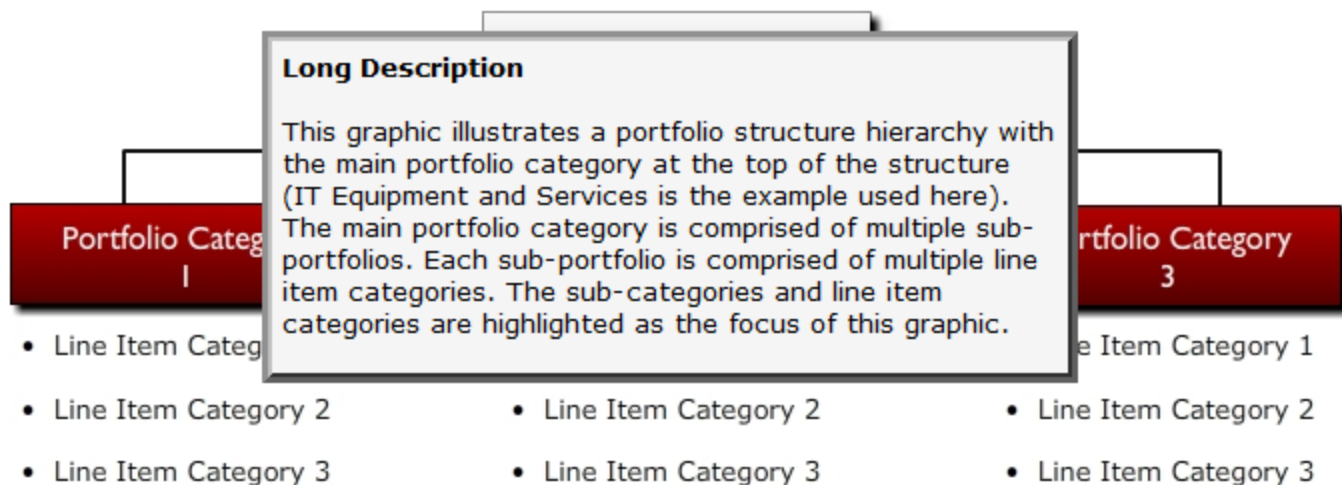 Long Description
This graphic illustrates a portfolio structure hierarchy with
the main portfolio category at the top of the structure
(IT Equipment and Services is the example used here).
The main portfolio category is comprised of multiple sub-
portfolios. Each sub-portfolio is comprised of multiple line
item categories. The sub-categories and line item
categories are highlighted as the focus of this graphic.
Portfolio
1
Category
3
• Line Item
Item Category 1
• Line Item Category 2
• Line Item Category 2
• Line Item Category 2
• Line Item Category 3
• Line Item Category 3
• Line Item Category 3